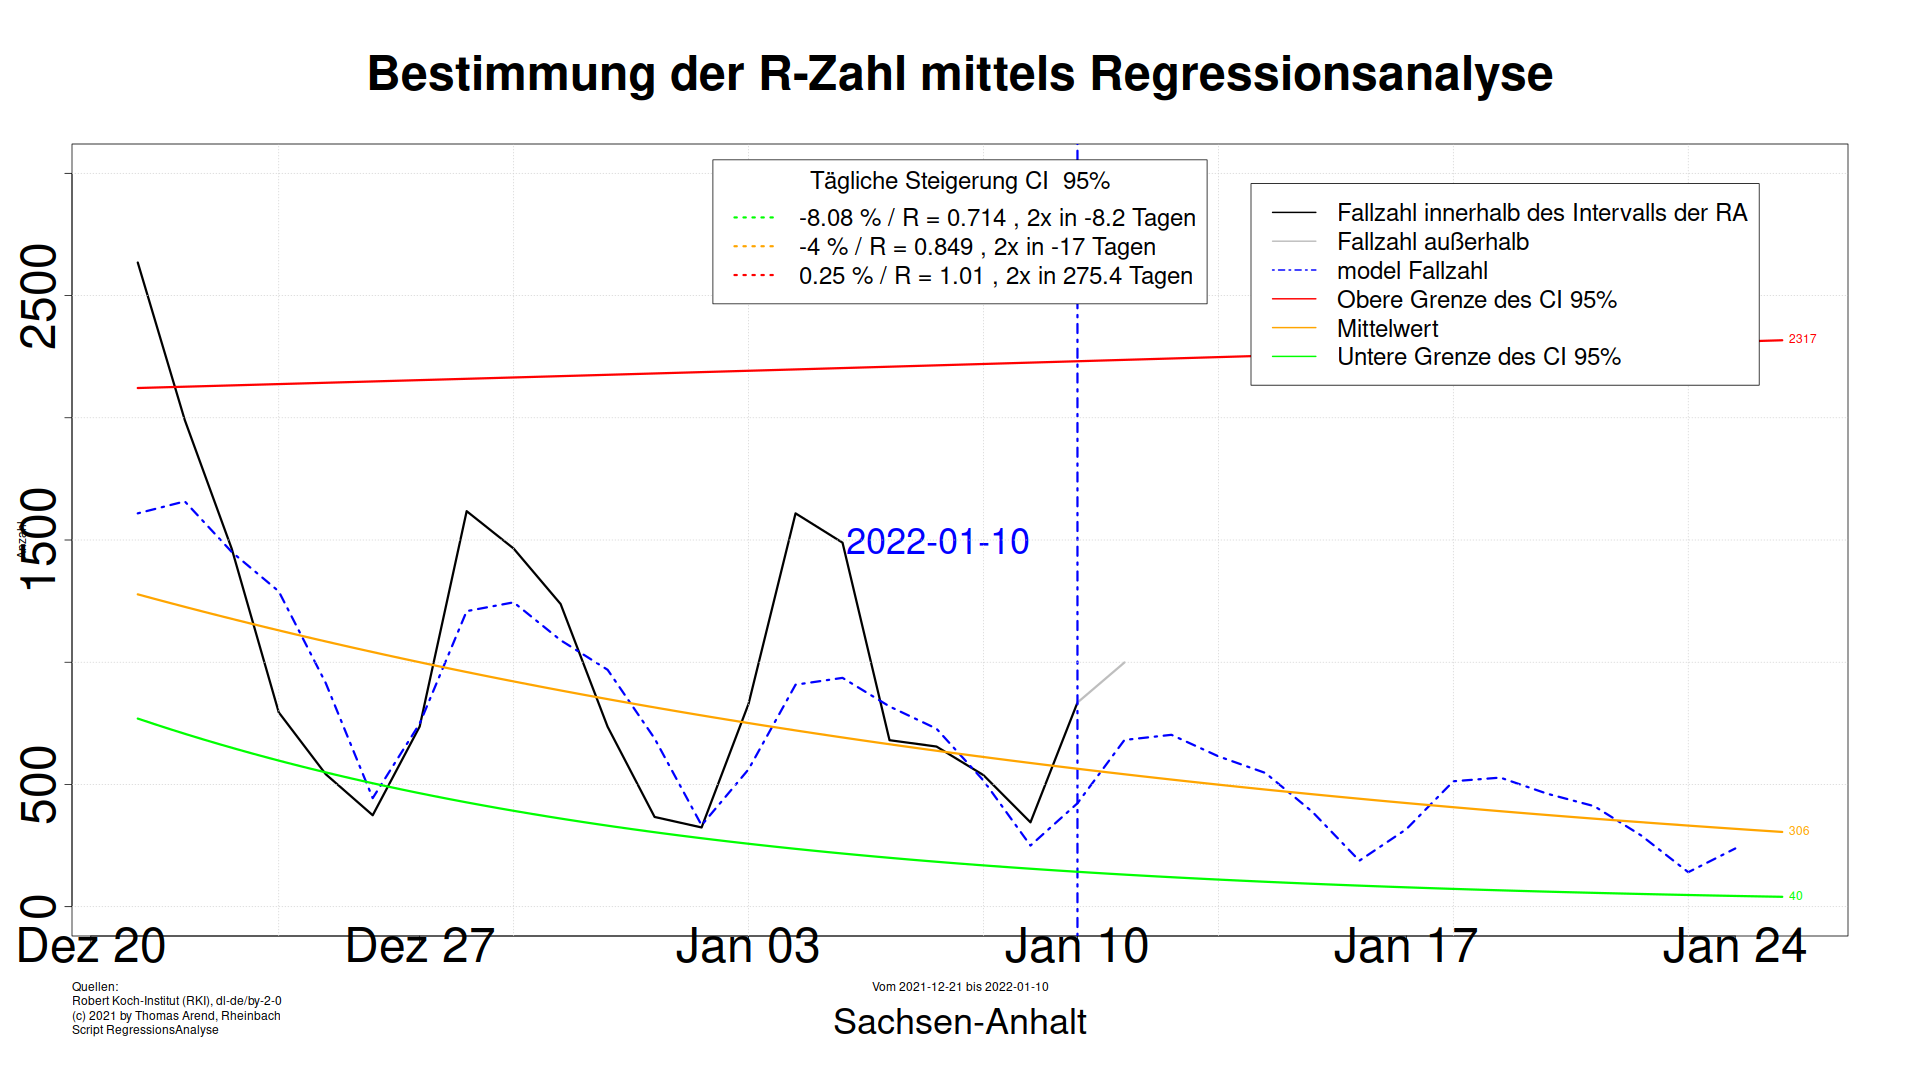 Bestimmung der R-Zahl mittels Regressionsanalyse
Tägliche Steigerung CI 95%
-8.08 % / R = 0.714 , 2x in -8.2 Tagen
-4 % / R = 0.849 , 2x in -17 Tagen
0.25 % / R = 1.01 , 2x in 275.4 Tagen
Fallzahl innerhalb des Intervalls der RA
Fallzahl außerhalb
model Fallzahl
Obere Grenze des CI 95%
Mittelwert
Untere Grenze des CI 95%
2500
1500
500
0
Anzahl
2022-01-10
2317
306
40
Dez 20 Dez 27 Jan 03 Jan 10 Jan 17 Jan 24
Quellen:
Robert Koch-Institut (RKI), dl-de/by-2-0
(c) 2021 by Thomas Arend, Rheinbach
Script RegressionsAnalyse
Vom 2021-12-21 bis 2022-01-10
Sachsen-Anhalt